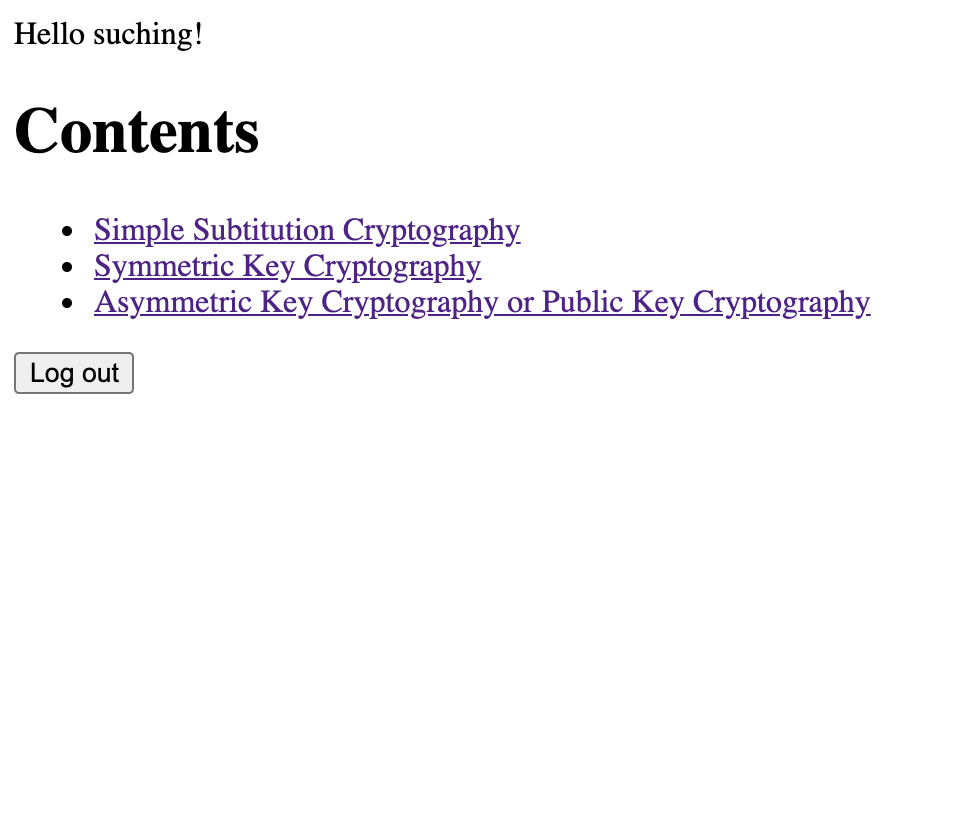 Hello suching!
Contents
Simple Subtitution Cryptography
Symmetric Key Cryptography
Asymmetric Key Cryptography or Public Key Cryptography
Log out